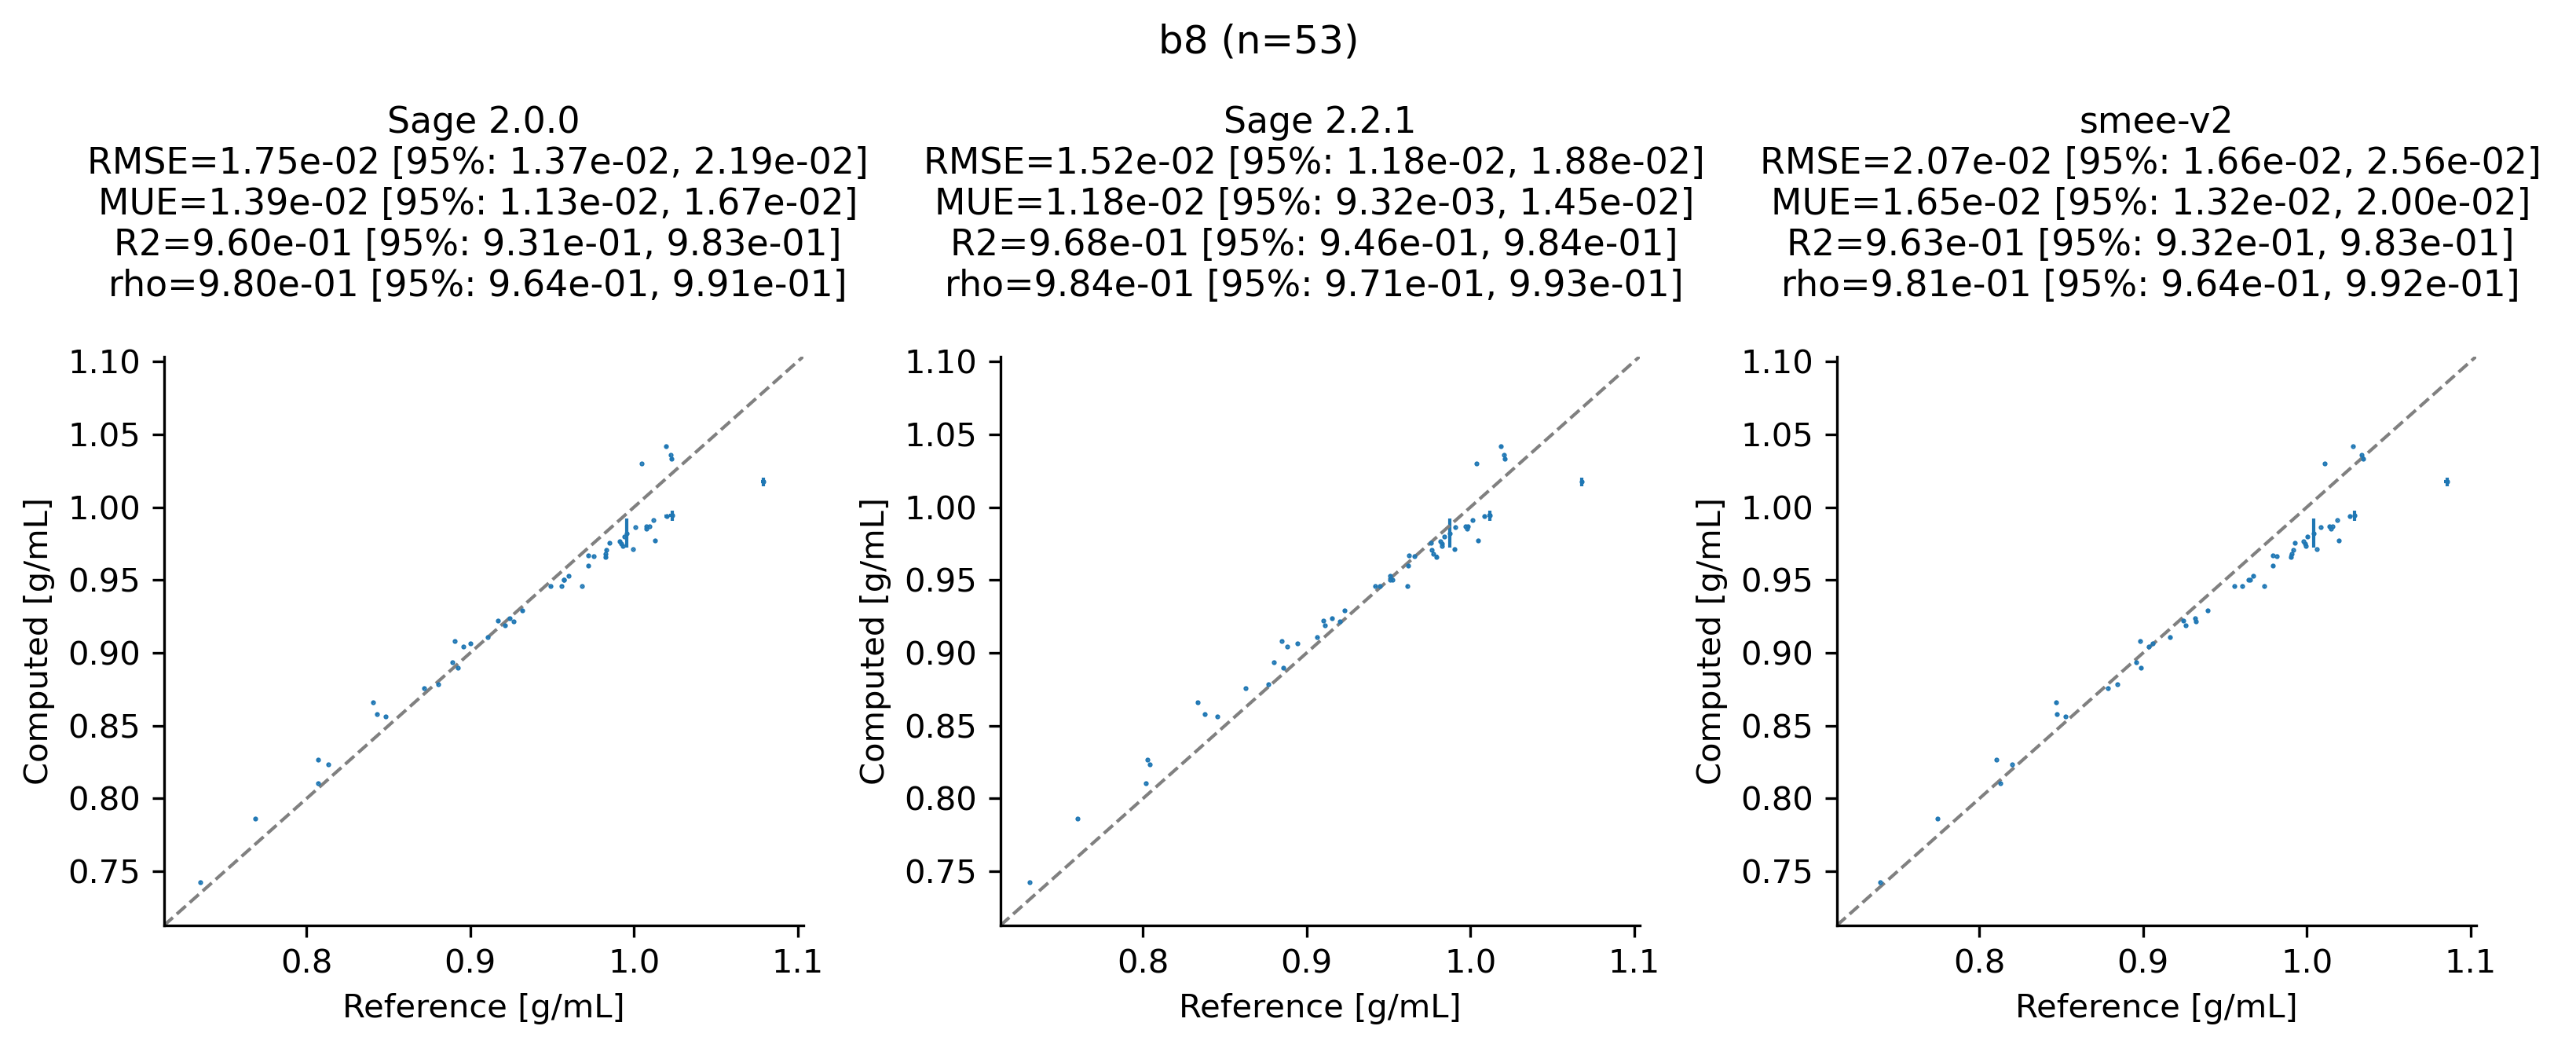 b8 (n=53)
Sage 2.0.0
RMSE=1.75e-02 [95%: 1.37e-02, 2.19e-02]
MUE=1.39e-02 [95%: 1.13e-02, 1.67e-02]
R2=9.60e-01 [95%: 9.31e-01, 9.83e-01]
rho=9.80e-01 [95%: 9.64e-01, 9.91e-01]
1.10
1.05
1.00
0.95
0.90
0.85
0.80
0.75
Computed [g/mL]
0.8 0.9 1.0 1.1
Reference [g/mL]
Sage 2.2.1
RMSE=1.52e-02 [95%: 1.18e-02, 1.88e-02]
MUE=1.18e-02 [95%: 9.32e-03, 1.45e-02]
R2=9.68e-01 [95%: 9.46e-01, 9.84e-01]
rho=9.84e-01 [95%: 9.71e-01, 9.93e-01]
1.10
1.05
1.00
0.95
0.90
0.85
0.80
0.75
Computed [g/mL]
0.8 0.9 1.0 1.1
Reference [g/mL]
smee-v2
RMSE=2.07e-02 [95%: 1.66e-02, 2.56e-02]
MUE=1.65e-02 [95%: 1.32e-02, 2.00e-02]
R2=9.63e-01 [95%: 9.32e-01, 9.83e-01]
rho=9.81e-01 [95%: 9.64e-01, 9.92e-01]
1.10
1.05
1.00
0.95
0.90
0.85
0.80
0.75
Computed [g/mL]
0.8 0.9 1.0 1.1
Reference [g/mL]